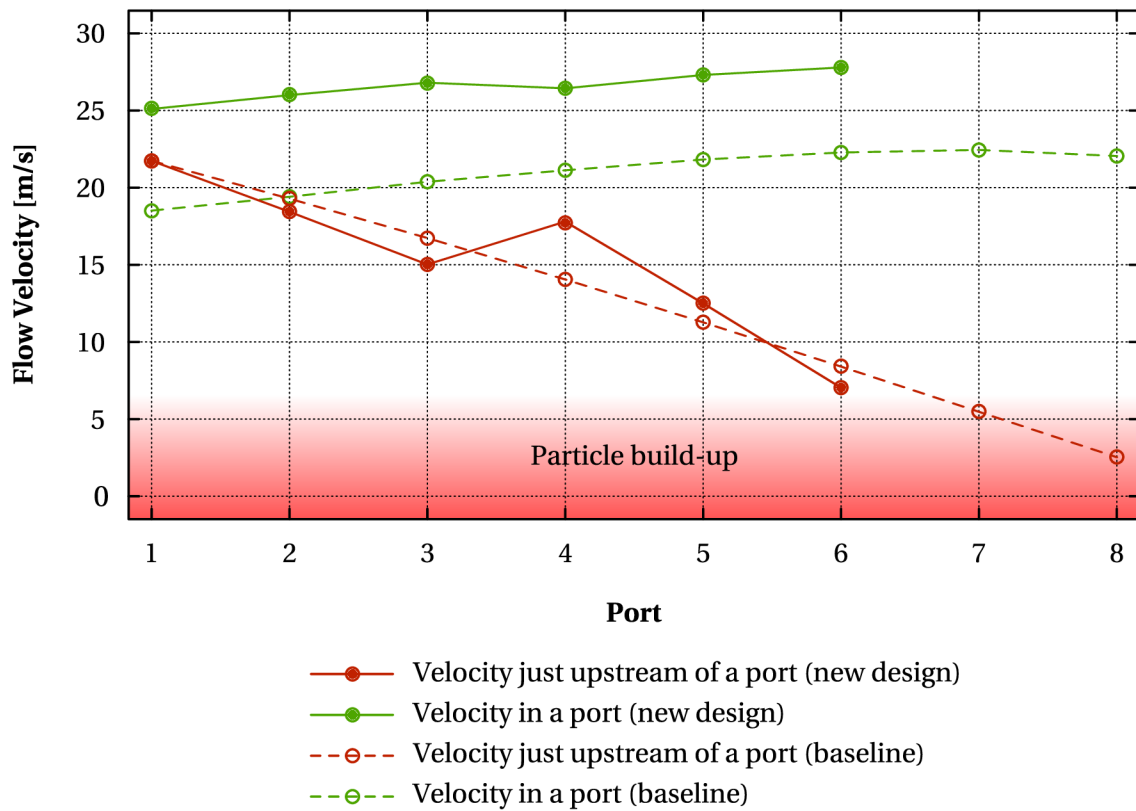 30
25
20
15
10
5
0
Flow Velocity [m/s]
Particle build-up
1 2 3 4 5 6 7 8
Port
Velocity just upstream of a port (new design)
Velocity in a port (new design)
Velocity just upstream of a port (baseline)
Velocity in a port (baseline)